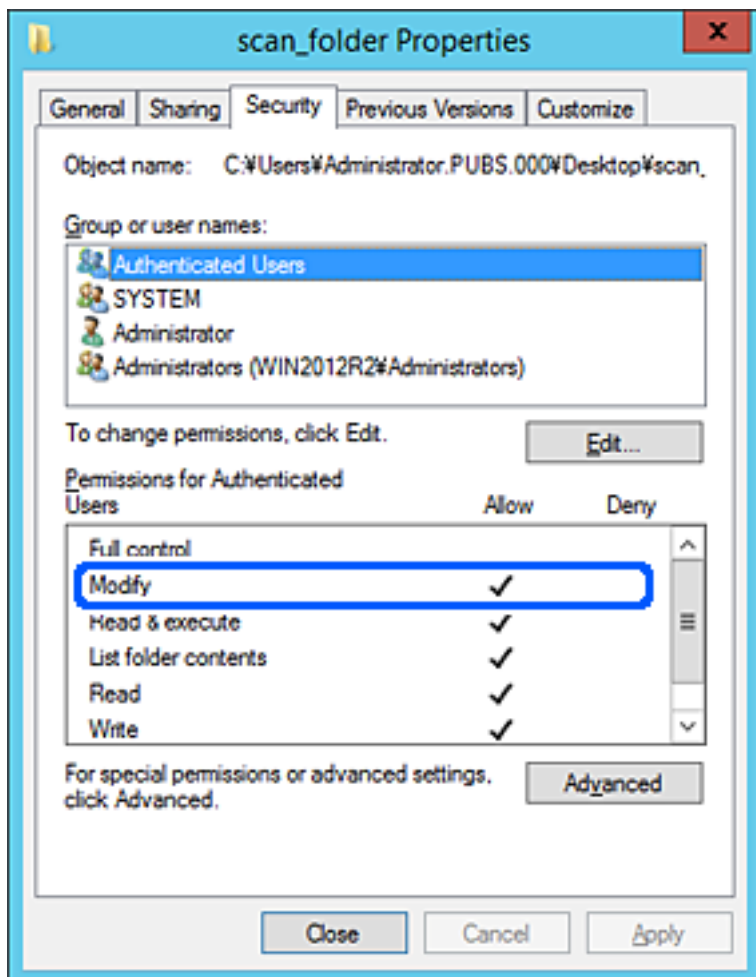 scan_folder Properties
x
General Sharing Security Previous Versions Customize
Object name: C:¥Users¥Administrator.PUBS.000¥Desktop¥scan_
Group or user names:
Authenticated Users
SYSTEM
Administrator
Administrators (WIN2012R2¥Administrators)
To change permissions, click Edit. Edit...
Permissions for Authenticated
Users Allow Deny
Full control
Modify
Read & execute
List folder contents
Read
Write
For special permissions or advanced settings,
click Advanced. Advanced
Close Cancel Apply